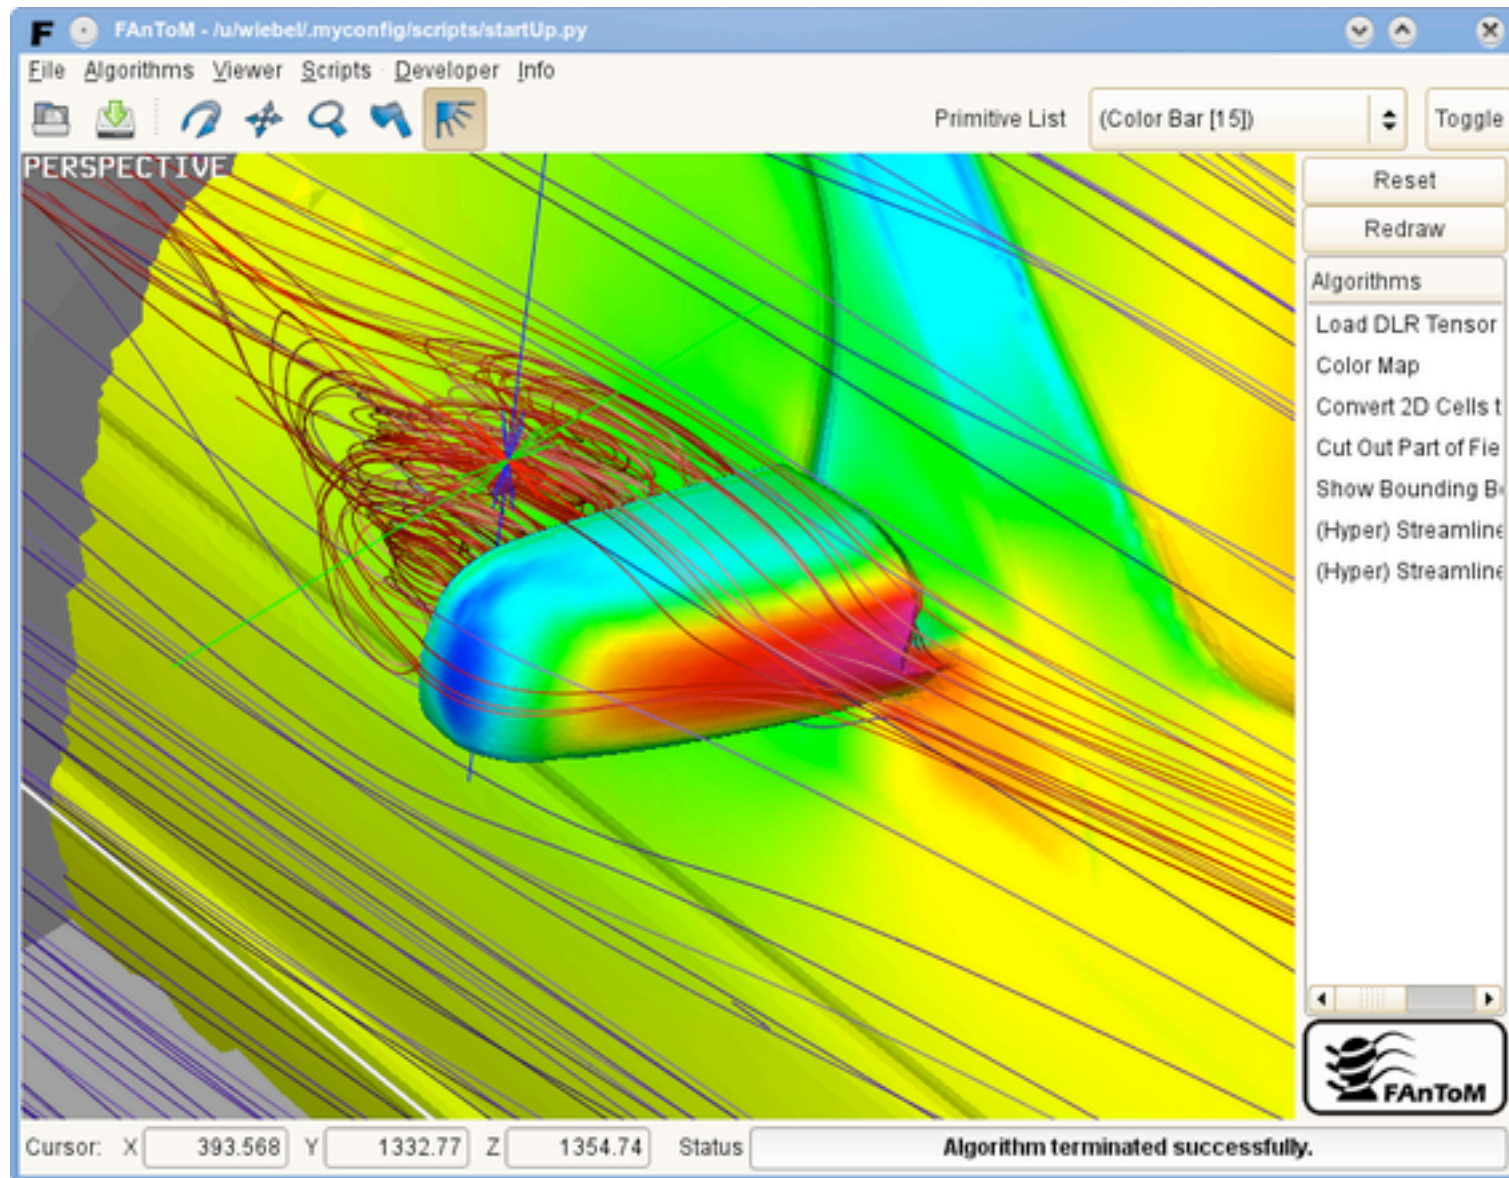 F FAnToM - /u/wiebel/.myconfig/scripts/startUp.py
File Algorithms Viewer Scripts Developer Info
Primitive List (Color Bar [15]) Toggle
PERSPECTIVE
Reset
Redraw
Algorithms
Load DLR Tensor
Color Map
Convert 2D Cells t
Cut Out Part of Fie
Show Bounding B
(Hyper) Streamline
(Hyper) Streamline
FAnToM
Cursor: X 393.568 Y 1332.77 Z 1354.74 Status Algorithm terminated successfully.